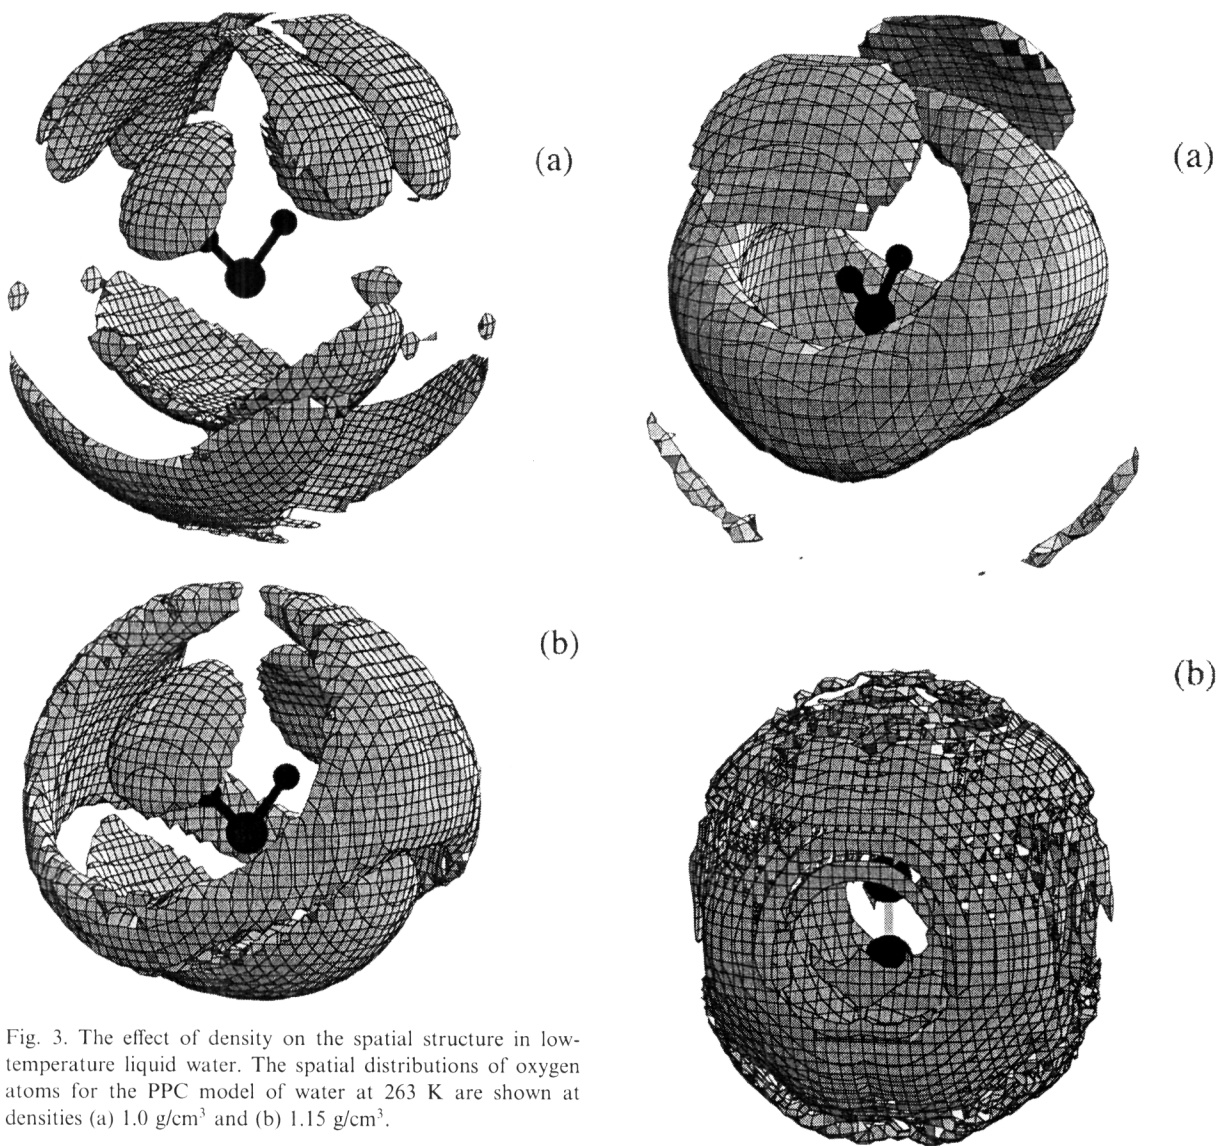 (a)
(b)
Fig. 3. The effect of density on the spatial structure in low-
temperature liquid water. The spatial distributions of oxygen
atoms for the PPC model of water at 263 K are shown at
densities (a) 1.0 g/cm³ and (b) 1.15 g/cm³.
(a)
(b)